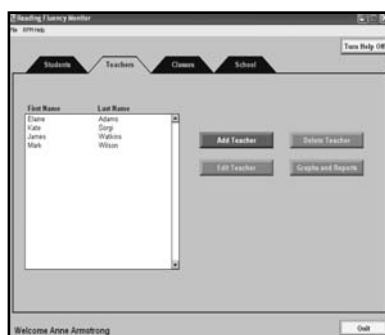 Reading Fluency Monitor
File RFM Help
Turn Help Off
Students Teachers Classes School
First Name Last Name
Elaine Adams
Kate Sorgi
James Watkins
Mark Wilson
Add Teacher Delete Teacher
Edit Teacher Graphs and Reports
Welcome Anne Armstrong
Quit